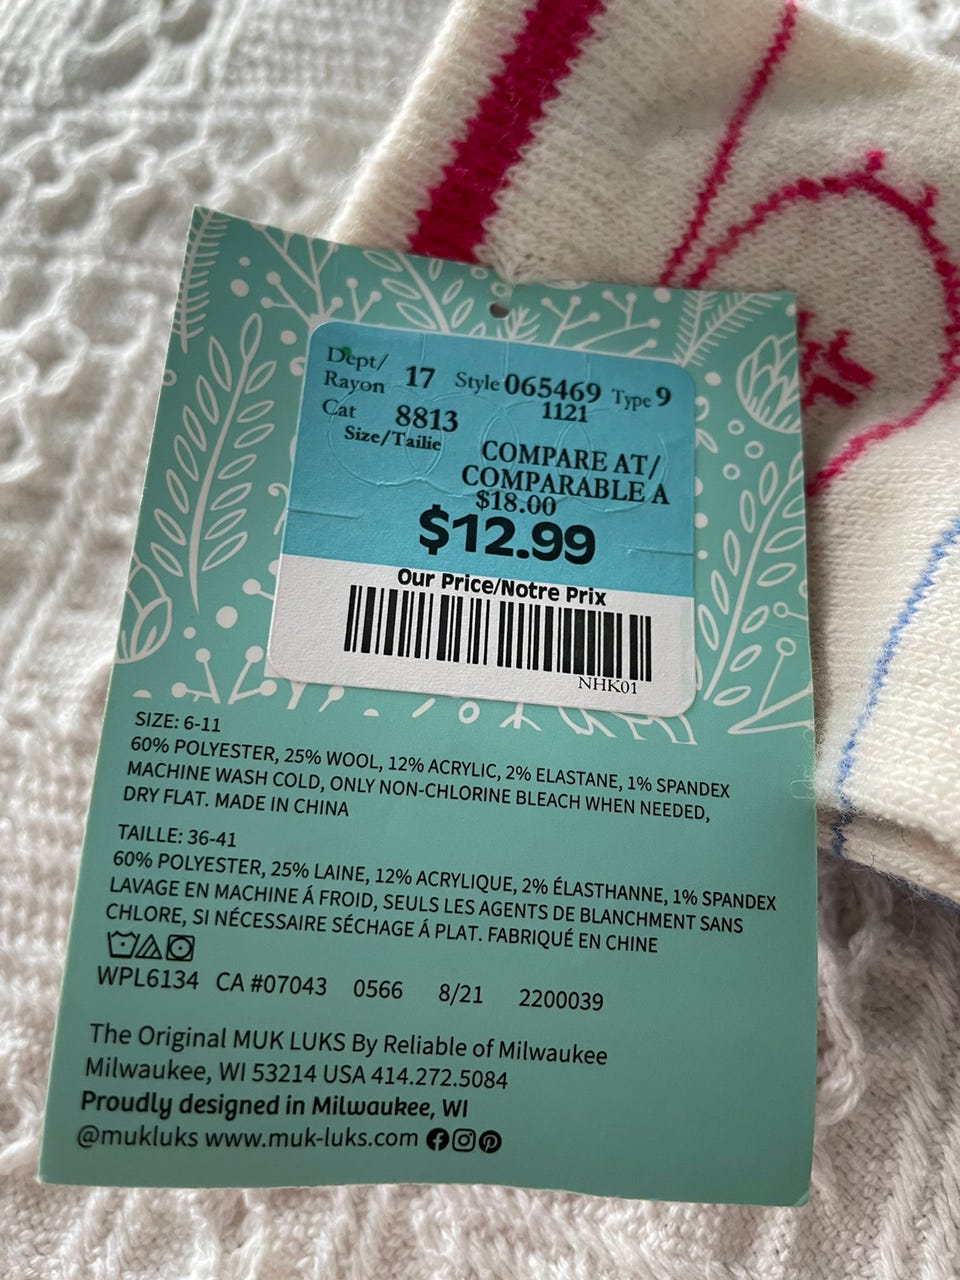 Dept/
Rayon 17 Style 065469 Type 9
1121
Cat 8813
Size/Tailie
COMPARE AT/
COMPARABLE A
$18.00
$12.99
Our Price/Notre Prix
NHK01
SIZE: 6-11
60% POLYESTER, 25% WOOL, 12% ACRYLIC, 2% ELASTANE, 1% SPANDEX
MACHINE WASH COLD, ONLY NON-CHLORINE BLEACH WHEN NEEDED,
DRY FLAT. MADE IN CHINA
TAILLE: 36-41
60% POLYESTER, 25% LAINE, 12% ACRYLIQUE, 2% ÉLASTHANNE, 1% SPANDEX
LAVAGE EN MACHINE Á FROID, SEULS LES AGENTS DE BLANCHMENT SANS
CHLORE, SI NÉCESSAIRE SÉCHAGE Á PLAT. FABRIQUÉ EN CHINE
WPL6134 CA #07043 0566 8/21 2200039
The Original MUK LUKS By Reliable of Milwaukee
Milwaukee, WI 53214 USA 414.272.5084
Proudly designed in Milwaukee, WI
@mukluks www.muk-luks.com